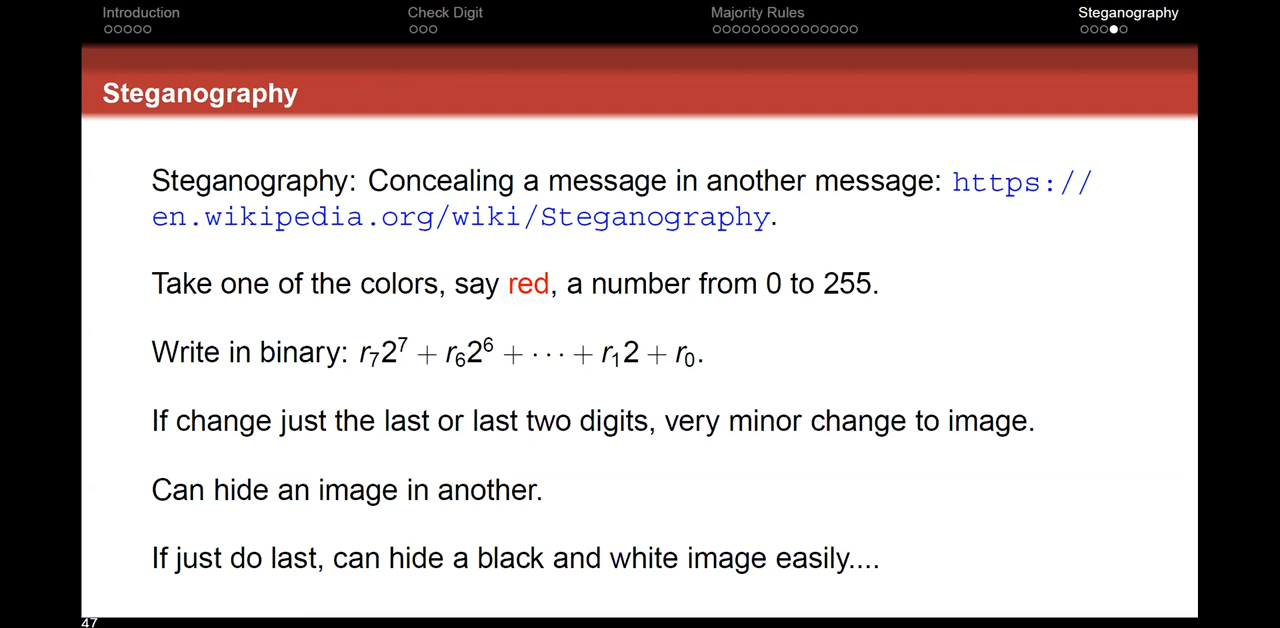 Introduction
Check Digit
Majority Rules
Steganography
Steganography
Steganography: Concealing a message in another message: https://
en.wikipedia.org/wiki/Steganography.
Take one of the colors, say red, a number from 0 to 255.
Write in binary: r₇2⁷ + r₆2⁶ + ⋯ + r₁2 + r₀.
If change just the last or last two digits, very minor change to image.
Can hide an image in another.
If just do last, can hide a black and white image easily....
47